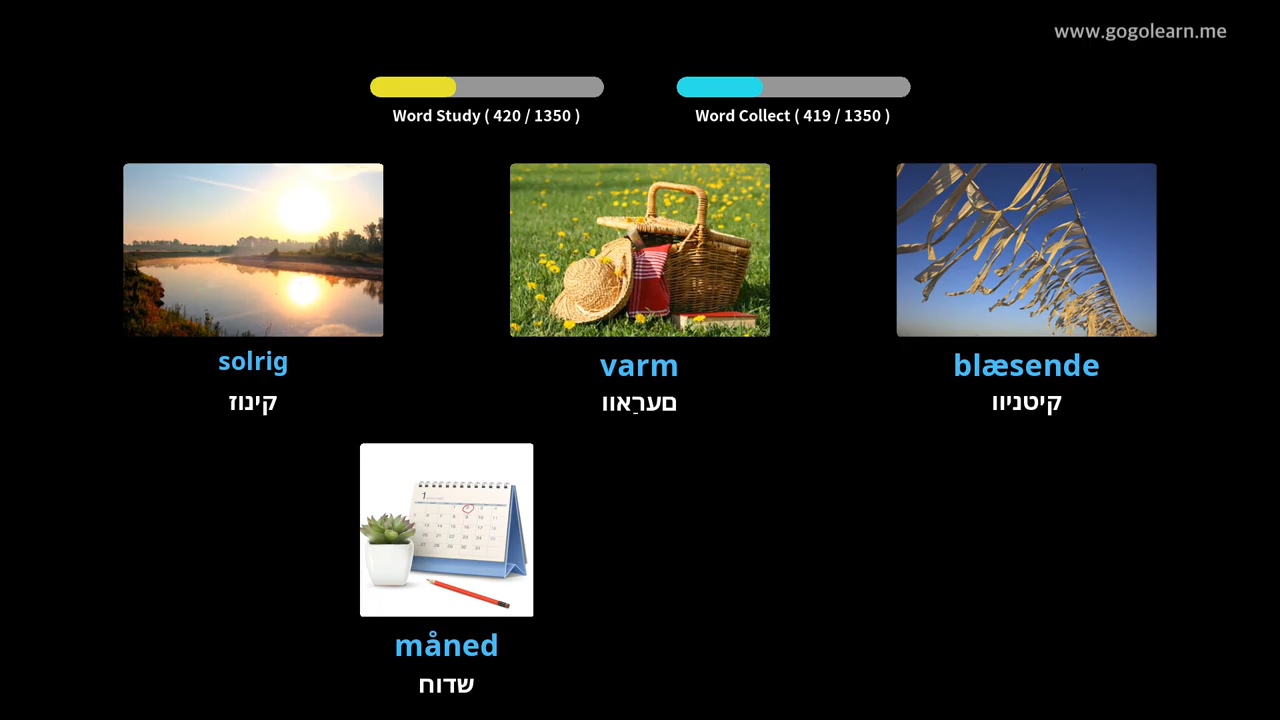 www.gogolearn.me
Word Study ( 420 / 1350 )
Word Collect ( 419 / 1350 )
solrig
קינוז
varm
םערַאוו
blæsende
קיטניוו
måned
שדוח